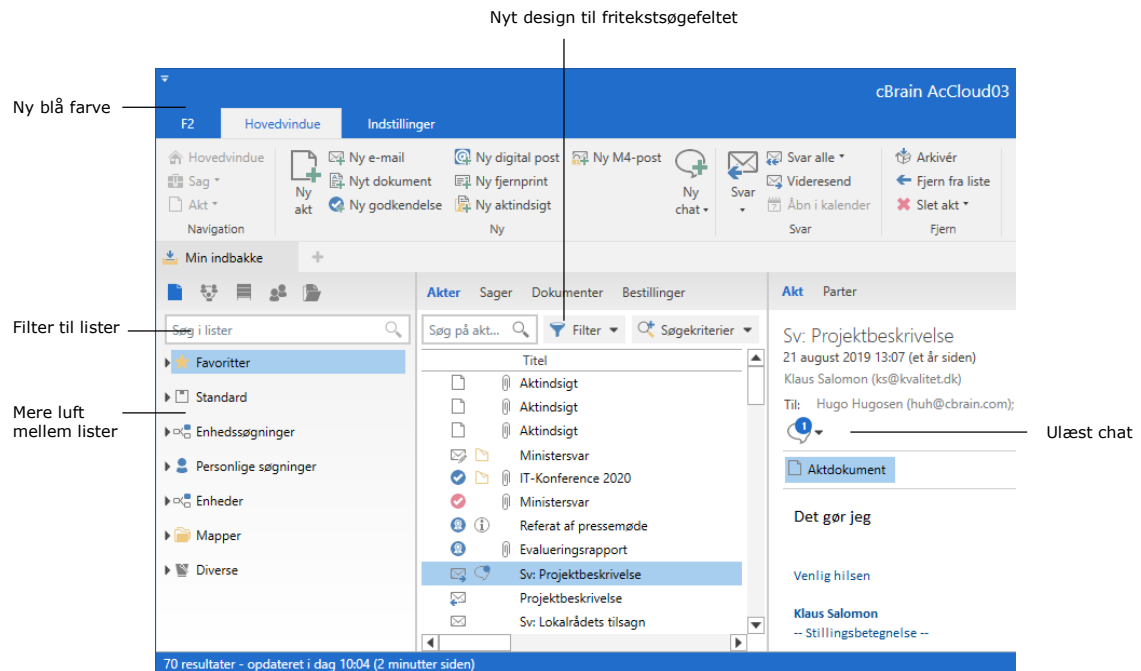 Nyt design til fritekstsøgefeltet
Ny blå farve
cBrain AcCloud03
F2 Hovedvindue Indstillinger
Hovedvindue
Sag
Akt
Navigation
Ny akt
Ny e-mail
Nyt dokument
Ny godkendelse
Ny digital post
Ny fjernprint
Ny aktindsigt
Ny M4-post
Ny chat
Ny
Svar
Svar alle
Videresend
Åbn i kalender
Svar
Arkivér
Fjern fra liste
Slet akt
Fjern
Min indbakke
Filter til lister
Søg i lister
Favoritter
Standard
Mere luft
mellem lister
Enhedssøgninger
Personlige søgninger
Enheder
Mapper
Diverse
Akter Sager Dokumenter Bestillinger
Søg på akt... Filter Søgekriterier
Titel
Aktindsigt
Aktindsigt
Aktindsigt
Ministersvar
IT-Konference 2020
Ministersvar
Referat af pressemøde
Evalueringsrapport
Sv: Projektbeskrivelse
Projektbeskrivelse
Sv: Lokalrådets tilsagn
Akt Parter
Sv: Projektbeskrivelse
21 august 2019 13:07 (et år siden)
Klaus Salomon (ks@kvalitet.dk)
Til: Hugo Hugosen (huh@cbrain.com);
1
Ulæst chat
Aktdokument
Det gør jeg
Venlig hilsen
Klaus Salomon
-- Stillingsbetegnelse --
70 resultater - opdateret i dag 10:04 (2 minutter siden)